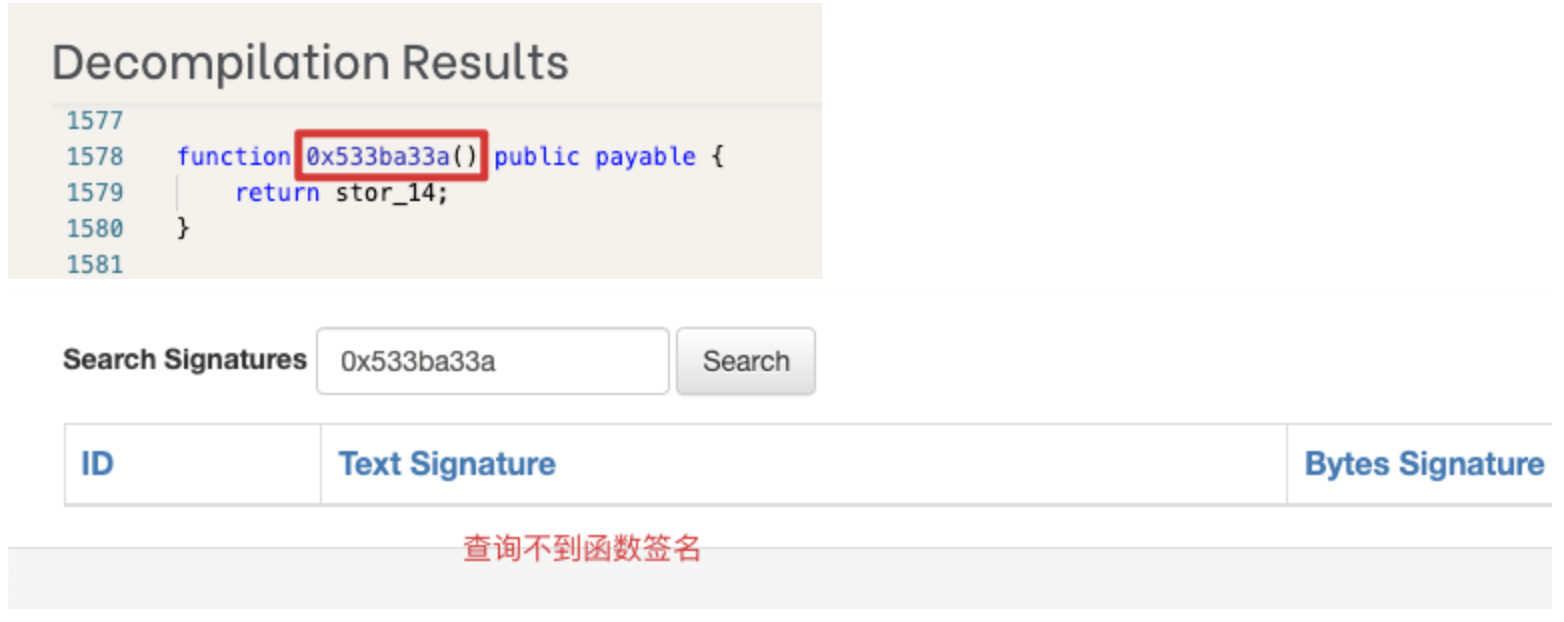 Decompilation Results
1577
1578 function 0x533ba33a() public payable {
1579 return stor_14;
1580 }
1581
Search Signatures 0x533ba33a Search
ID Text Signature Bytes Signature
查询不到函数签名